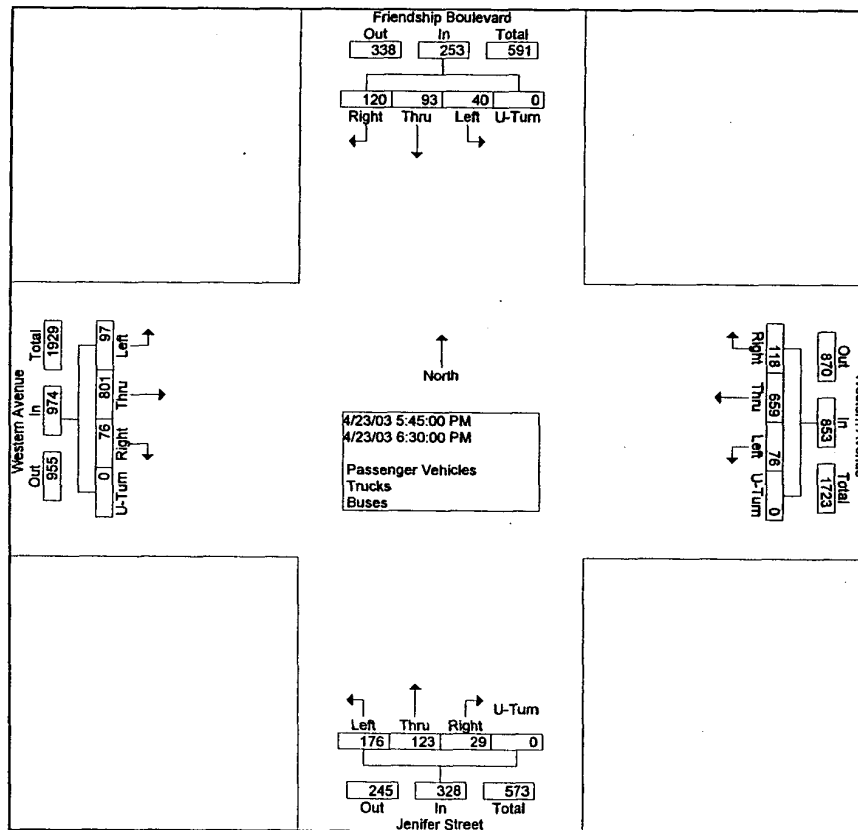 Friendship Boulevard
Out In Total
338 253 591
120 93 40 0
Right Thru Left U-Turn
Western Avenue
Total In Out
1929 974 955
97 801 76 0
Left Thru Right U-Turn
North
4/23/03 5:45:00 PM
4/23/03 6:30:00 PM
Passenger Vehicles
Trucks
Buses
Right Thru Left U-Turn
118 659 76 0
Out In Total
870 853 1723
Left Thru Right U-Turn
176 123 29 0
245 328 573
Out In Total
Jenifer Street